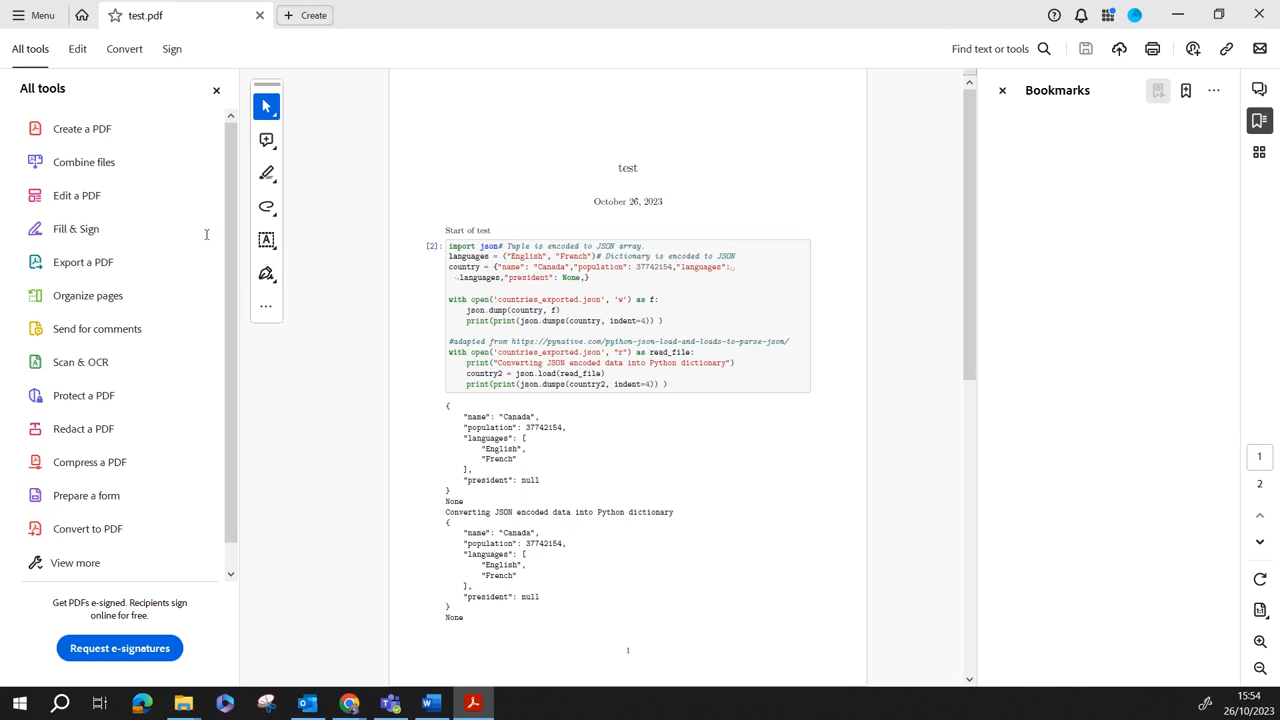 Menu
test.pdf
Create
All tools
Edit
Convert
Sign
Find text or tools
All tools
Create a PDF
Combine files
Edit a PDF
Fill & Sign
Export a PDF
Organize pages
Send for comments
Scan & OCR
Protect a PDF
Redact a PDF
Compress a PDF
Prepare a form
Convert to PDF
View more
Get PDFs e-signed. Recipients sign
online for free.
Request e-signatures
test
October 26, 2023
Start of test
[2]: import json# Tuple is encoded to JSON array.
languages = ("English", "French")# Dictionary is encoded to JSON
country = {"name": "Canada","population": 37742154,"languages":
languages,"president": None,}
with open('countries_exported.json', 'w') as f:
json.dump(country, f)
print(print(json.dumps(country, indent=4)) )
#adapted from https://pynative.com/python-json-load-and-loads-to-parse-json/
with open('countries_exported.json', "r") as read_file:
print("Converting JSON encoded data into Python dictionary")
country2 = json.load(read_file)
print(print(json.dumps(country2, indent=4)) )
{
"name": "Canada",
"population": 37742154,
"languages": [
"English",
"French"
],
"president": null
}
None
Converting JSON encoded data into Python dictionary
{
"name": "Canada",
"population": 37742154,
"languages": [
"English",
"French"
],
"president": null
}
None
1
Bookmarks
1
2
15:54
26/10/2023